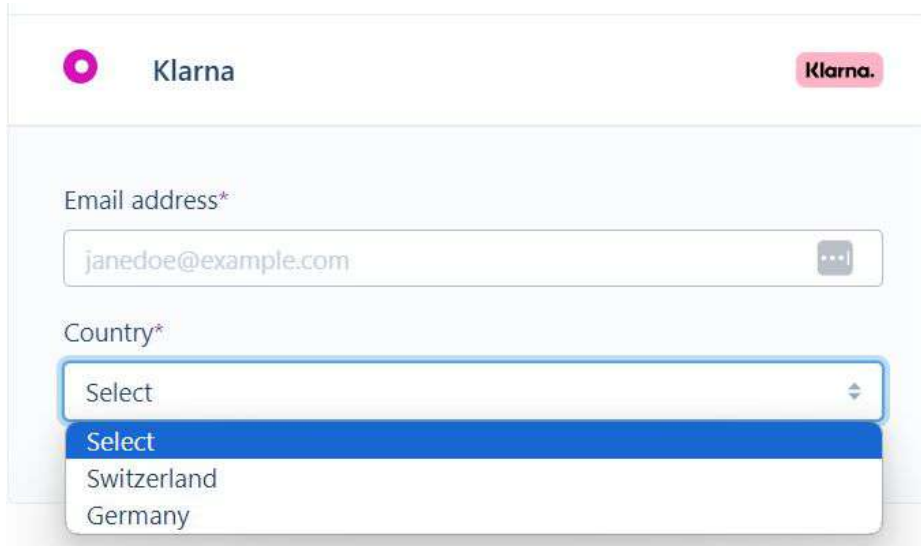 Klarna
Klarna.
Email address*
janedoe@example.com
Country*
Select
Select
Switzerland
Germany